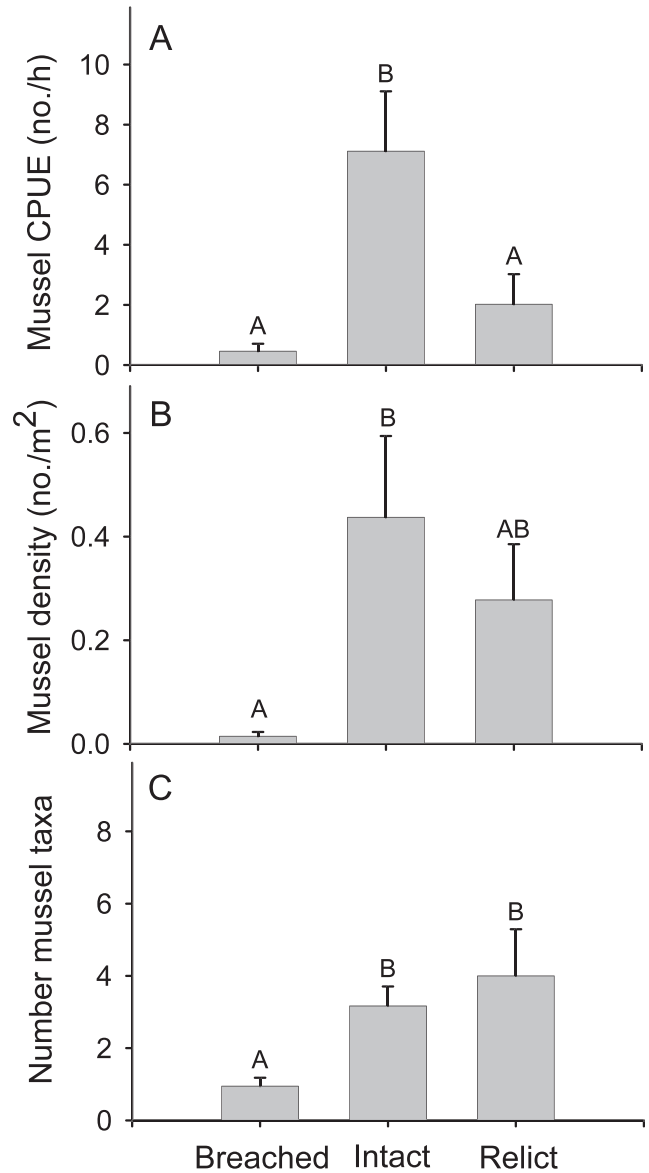 A
Mussel CPUE (no./h)
10
8
6
4
2
0
A
B
A
B
Mussel density (no./m²)
0.6
0.4
0.2
0.0
A
B
AB
C
Number mussel taxa
8
6
4
2
0
A
B
B
Breached Intact Relict